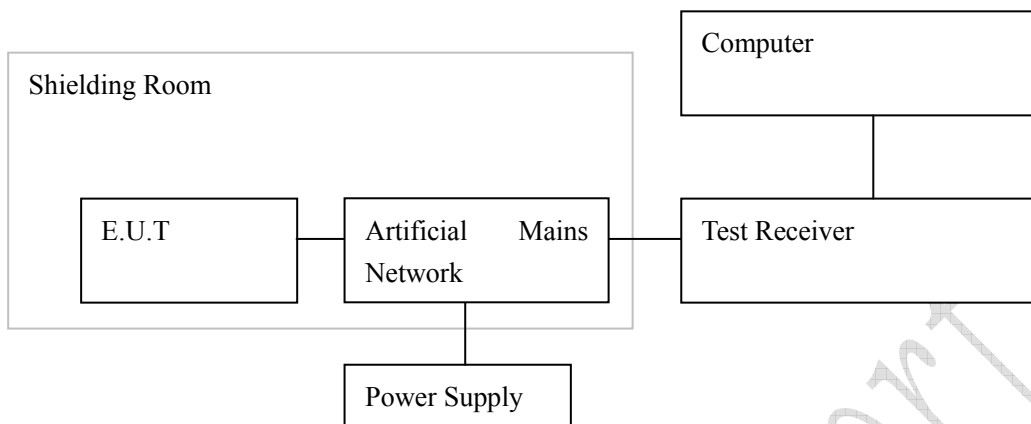 Computer
Shielding Room
E.U.T
Artificial Mains
Network
Test Receiver
Power Supply